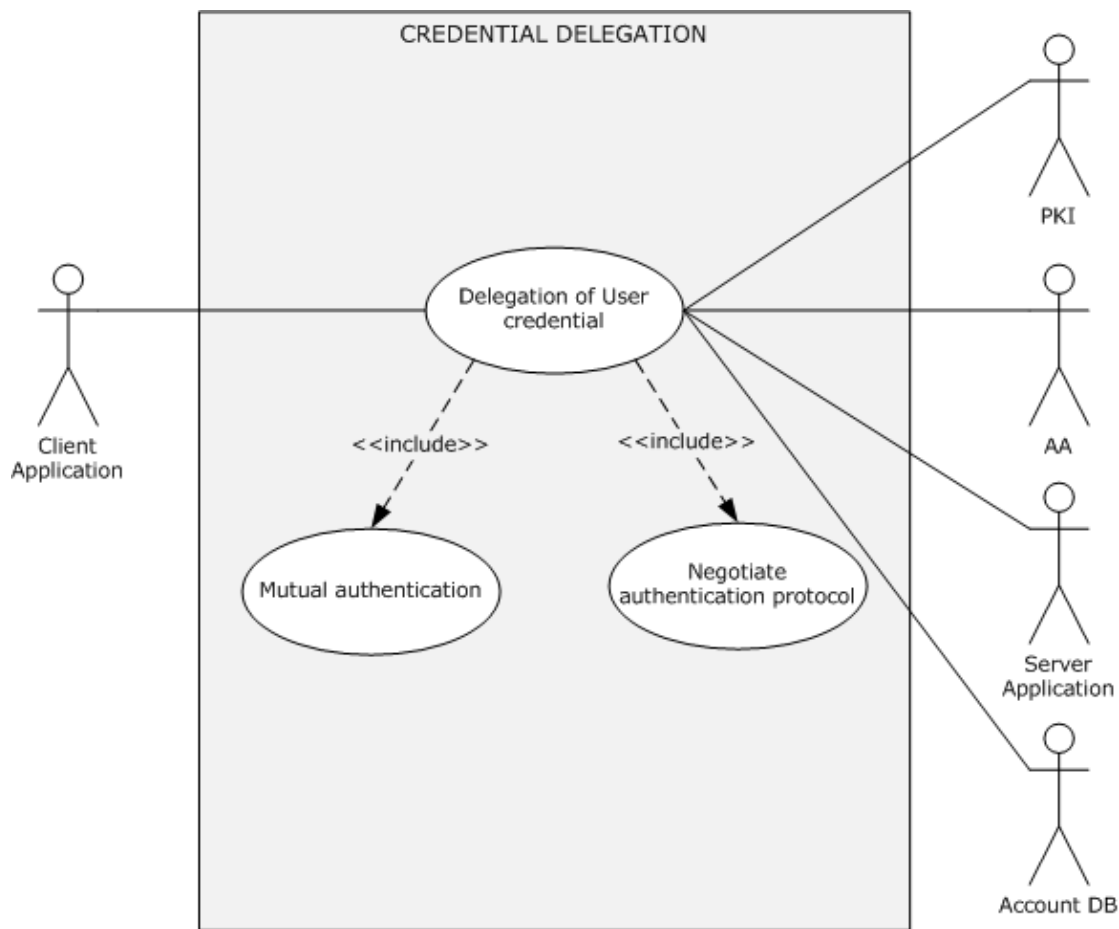 CREDENTIAL DELEGATION
PKI
Delegation of User
credential
Client
Application
<<include>>
<<include>>
AA
Mutual authentication
Negotiate
authentication protocol
Server
Application
Account DB